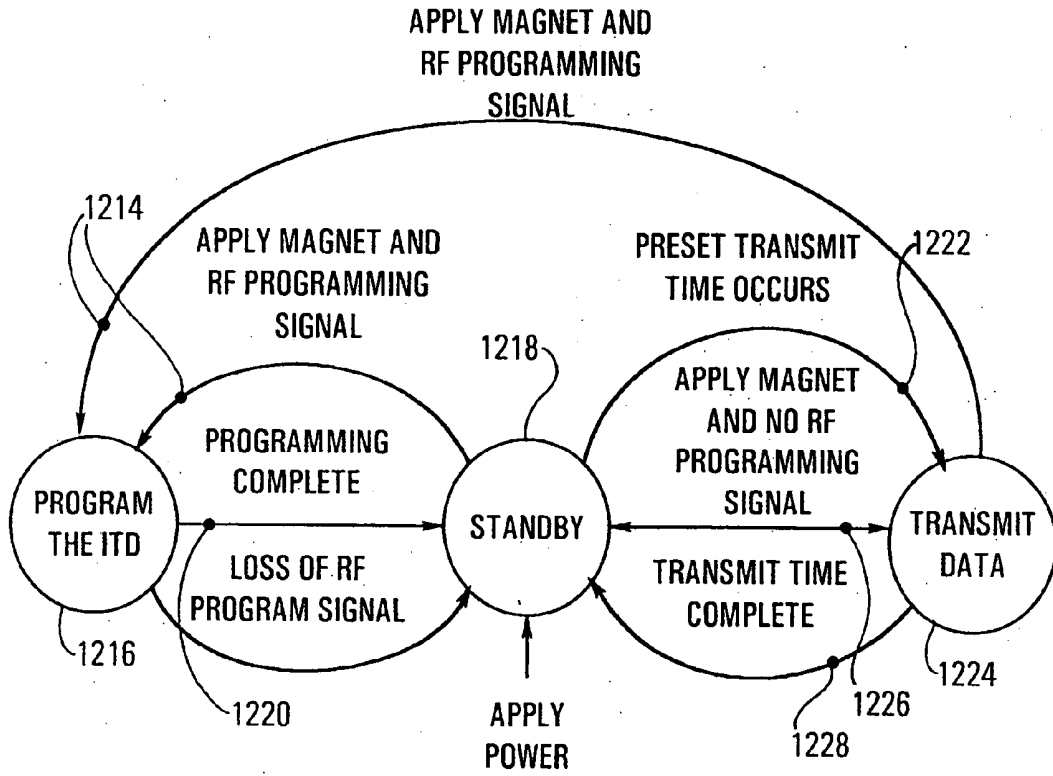 APPLY MAGNET AND
RF PROGRAMMING
SIGNAL
1214
APPLY MAGNET AND
RF PROGRAMMING
SIGNAL
PRESET TRANSMIT
TIME OCCURS
1222
1218
APPLY MAGNET
AND NO RF
PROGRAMMING
SIGNAL
PROGRAMMING
COMPLETE
PROGRAM
THE ITD
STANDBY
TRANSMIT
DATA
LOSS OF RF
PROGRAM SIGNAL
TRANSMIT TIME
COMPLETE
1216
1220
APPLY
POWER
1228
1226
1224